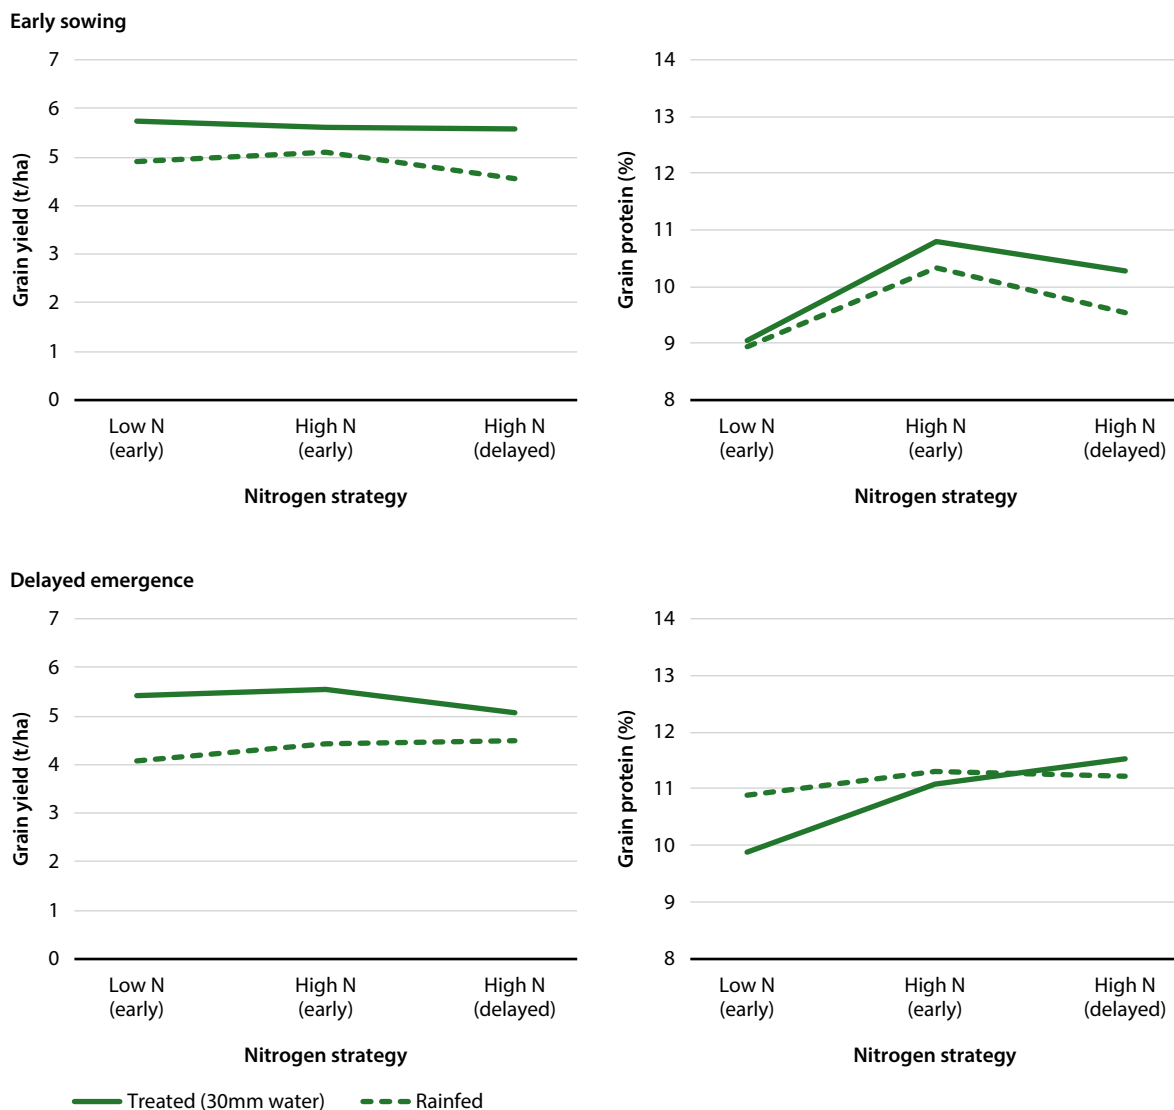 Early sowing
7
6
5
4
3
2
1
0
Grain yield (t/ha)
Low N
(early)
High N
(early)
High N
(delayed)
Nitrogen strategy
14
13
12
11
10
9
8
Grain protein (%)
Low N
(early)
High N
(early)
High N
(delayed)
Nitrogen strategy
Delayed emergence
7
6
5
4
3
2
1
0
Grain yield (t/ha)
Low N
(early)
High N
(early)
High N
(delayed)
Nitrogen strategy
14
13
12
11
10
9
8
Grain protein (%)
Low N
(early)
High N
(early)
High N
(delayed)
Nitrogen strategy
Treated (30mm water)
Rainfed